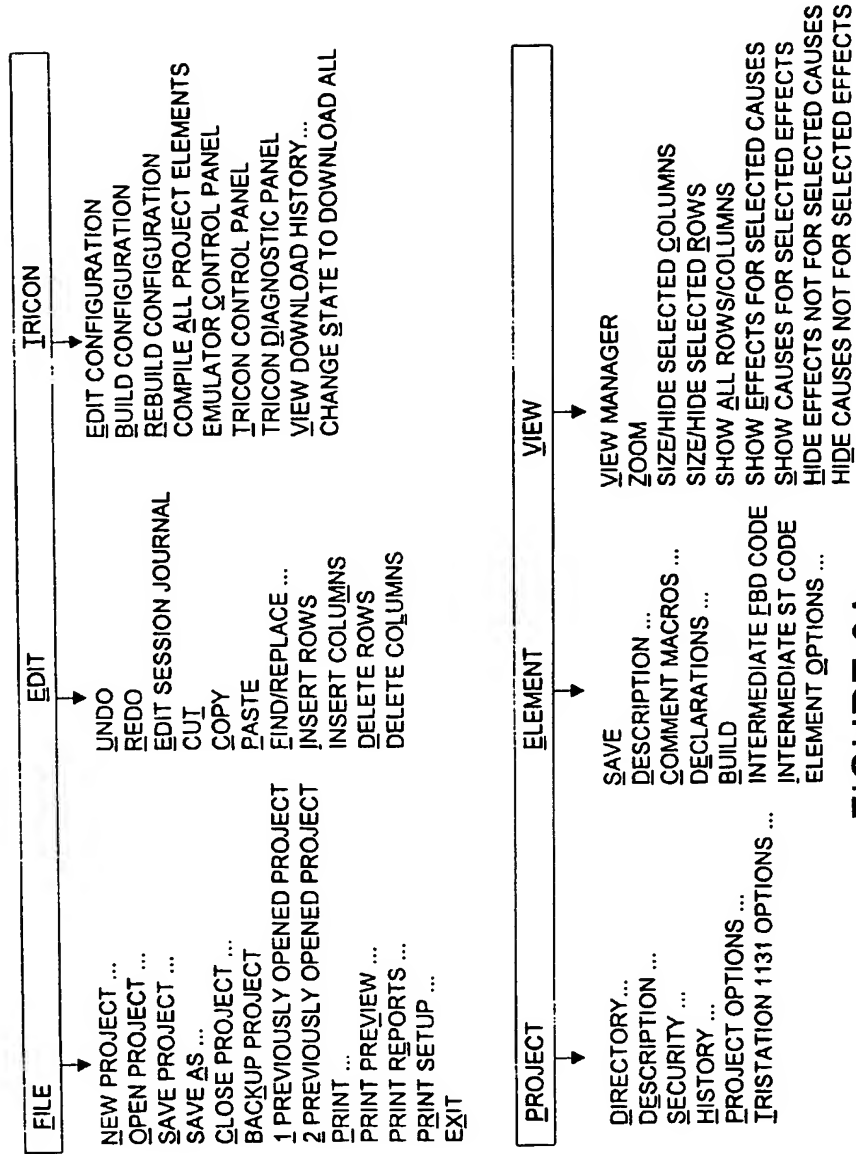 FILE
NEW PROJECT ...
OPEN PROJECT ...
SAVE PROJECT ...
SAVE AS ...
CLOSE PROJECT ...
BACKUP PROJECT
1 PREVIOUSLY OPENED PROJECT
2 PREVIOUSLY OPENED PROJECT
PRINT ...
PRINT PREVIEW ...
PRINT REPORTS ...
PRINT SETUP ...
EXIT
EDIT
UNDO
REDO
EDIT SESSION JOURNAL
CUT
COPY
PASTE
FIND/REPLACE ...
INSERT ROWS
INSERT COLUMNS
DELETE ROWS
DELETE COLUMNS
TRICON
EDIT CONFIGURATION
BUILD CONFIGURATION
REBUILD CONFIGURATION
COMPILE ALL PROJECT ELEMENTS
EMULATOR CONTROL PANEL
TRICON CONTROL PANEL
TRICON DIAGNOSTIC PANEL
VIEW DOWNLOAD HISTORY...
CHANGE STATE TO DOWNLOAD ALL
PROJECT
DIRECTORY...
DESCRIPTION ...
SECURITY ...
HISTORY ...
PROJECT OPTIONS ...
TRISTATION 1131 OPTIONS ...
ELEMENT
SAVE
DESCRIPTION ...
COMMENT MACROS ...
DECLARATIONS ...
BUILD
INTERMEDIATE FBD CODE
INTERMEDIATE ST CODE
ELEMENT OPTIONS ...
VIEW
VIEW MANAGER
ZOOM
SIZE/HIDE SELECTED COLUMNS
SIZE/HIDE SELECTED ROWS
SHOW ALL ROWS/COLUMNS
SHOW EFFECTS FOR SELECTED CAUSES
SHOW CAUSES FOR SELECTED EFFECTS
HIDE EFFECTS NOT FOR SELECTED CAUSES
HIDE CAUSES NOT FOR SELECTED EFFECTS